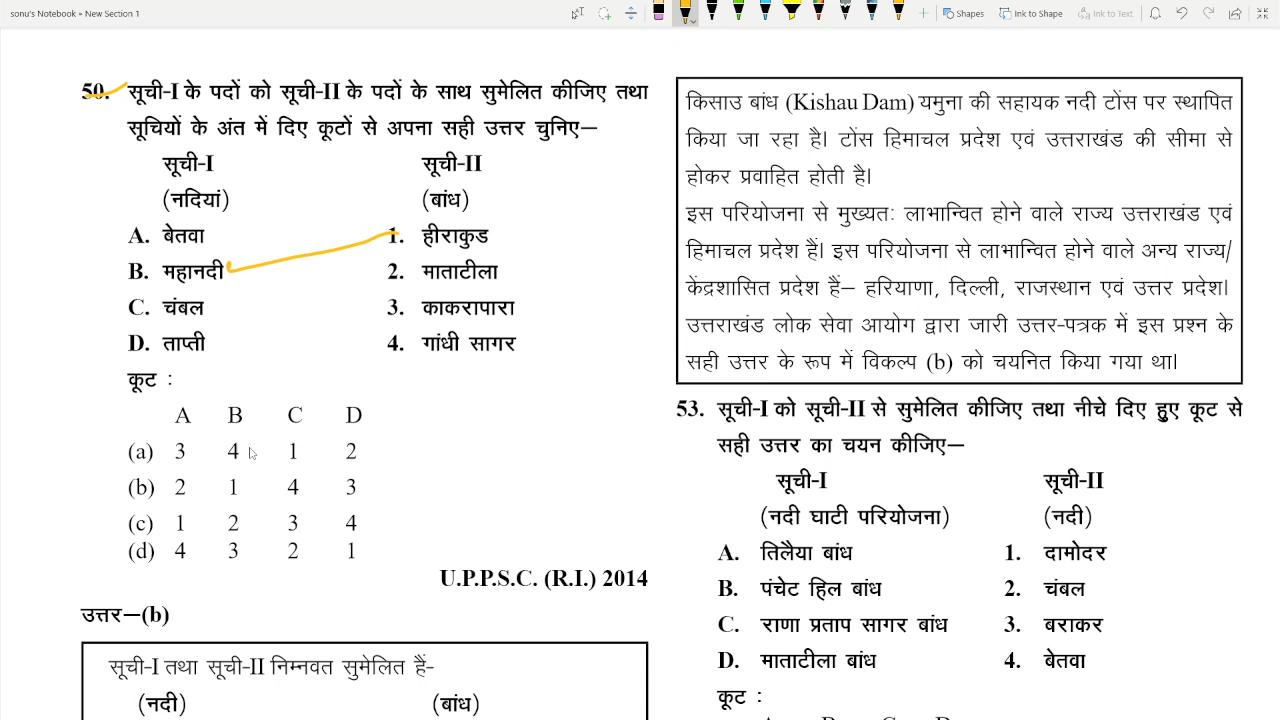 sonu's Notebook » New Section 1
Shapes Ink to Shape Ink to Text
50. सूची-I के पदों को सूची-II के पदों के साथ सुमेलित कीजिए तथा
सूचियों के अंत में दिए कूटों से अपना सही उत्तर चुनिए–
सूची-I सूची-II
(नदियां) (बांध)
A. बेतवा 1. हीराकुड
B. महानदी 2. माताटीला
C. चंबल 3. काकरापारा
D. ताप्ती 4. गांधी सागर
कूट :
A B C D
(a) 3 4 1 2
(b) 2 1 4 3
(c) 1 2 3 4
(d) 4 3 2 1
U.P.P.S.C. (R.I.) 2014
उत्तर–(b)
सूची-I तथा सूची-II निम्नवत सुमेलित हैं-
(नदी) (बांध)
किसाउ बांध (Kishau Dam) यमुना की सहायक नदी टोंस पर स्थापित
किया जा रहा है। टोंस हिमाचल प्रदेश एवं उत्तराखंड की सीमा से
होकर प्रवाहित होती है।
इस परियोजना से मुख्यत: लाभान्वित होने वाले राज्य उत्तराखंड एवं
हिमाचल प्रदेश हैं। इस परियोजना से लाभान्वित होने वाले अन्य राज्य/
केंद्रशासित प्रदेश हैं– हरियाणा, दिल्ली, राजस्थान एवं उत्तर प्रदेश।
उत्तराखंड लोक सेवा आयोग द्वारा जारी उत्तर-पत्रक में इस प्रश्न के
सही उत्तर के रूप में विकल्प (b) को चयनित किया गया था।
53. सूची-I को सूची-II से सुमेलित कीजिए तथा नीचे दिए हुए कूट से
सही उत्तर का चयन कीजिए–
सूची-I सूची-II
(नदी घाटी परियोजना) (नदी)
A. तिलैया बांध 1. दामोदर
B. पंचेट हिल बांध 2. चंबल
C. राणा प्रताप सागर बांध 3. बराकर
D. माताटीला बांध 4. बेतवा
कूट :